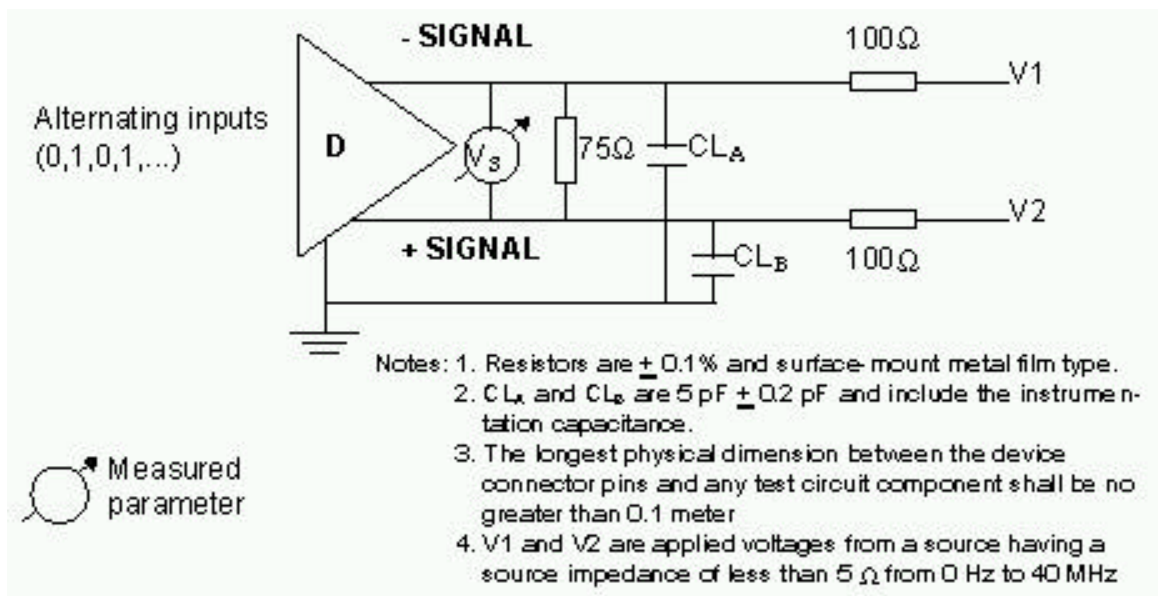 - SIGNAL
100Ω
V1
Alternating inputs
(0,1,0,1,...)
D
VS
75Ω
CLA
V2
+ SIGNAL
CLB
100Ω
Notes: 1. Resistors are ± 0.1% and surface-mount metal film type.
2. CLA and CLB are 5 pF ± 0.2 pF and include the instrumen-
tation capacitance.
3. The longest physical dimension between the device
connector pins and any test circuit component shall be no
greater than 0.1 meter
4. V1 and V2 are applied voltages from a source having a
source impedance of less than 5 Ω from 0 Hz to 40 MHz
Measured
parameter